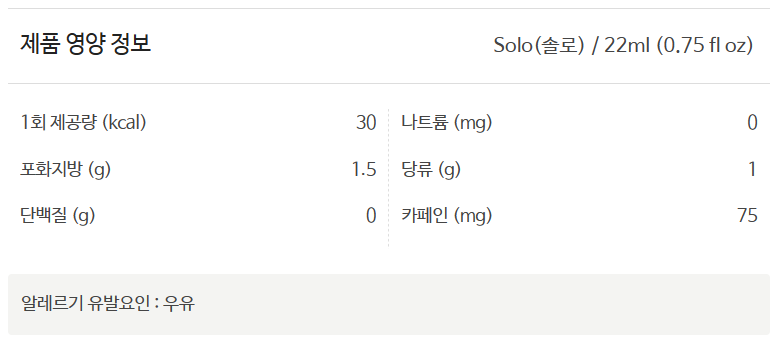 제품 영양 정보 Solo(솔로) / 22ml (0.75 fl oz)
1회 제공량 (kcal) 30 나트륨 (mg) 0
포화지방 (g) 1.5 당류 (g) 1
단백질 (g) 0 카페인 (mg) 75
알레르기 유발요인 : 우유